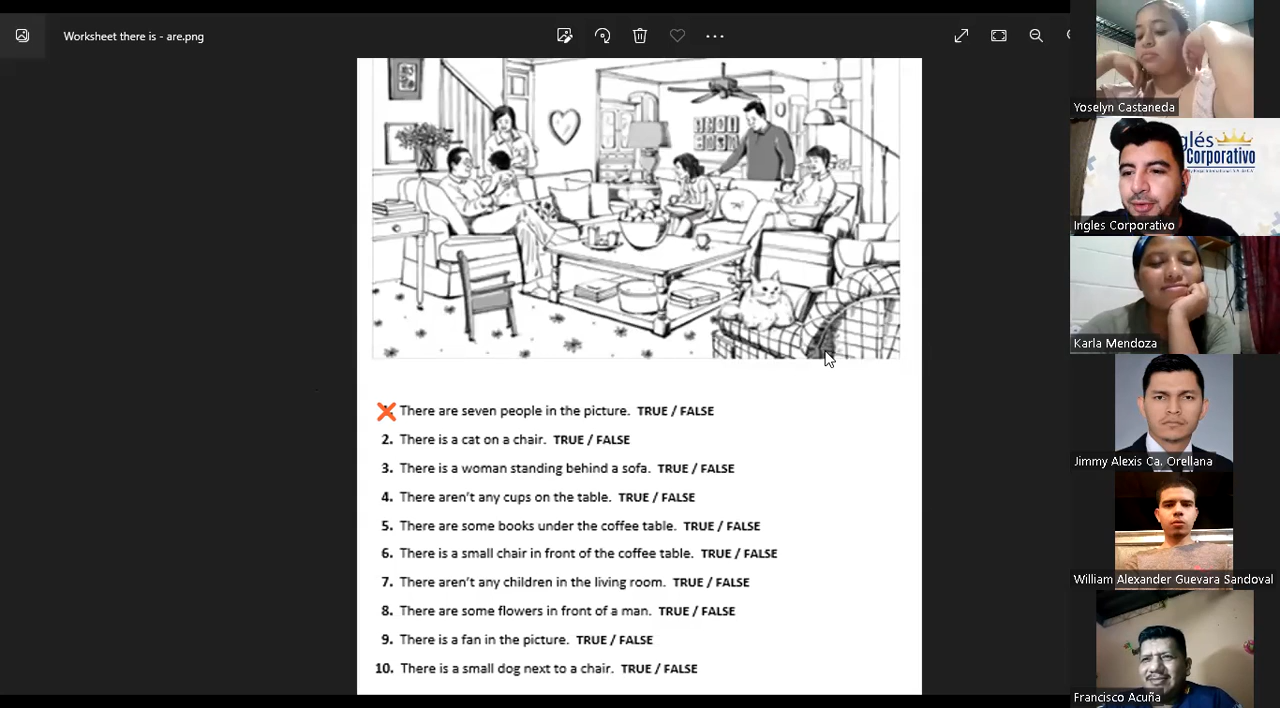 Worksheet there is - are.png
There are seven people in the picture. TRUE / FALSE
2. There is a cat on a chair. TRUE / FALSE
3. There is a woman standing behind a sofa. TRUE / FALSE
4. There aren't any cups on the table. TRUE / FALSE
5. There are some books under the coffee table. TRUE / FALSE
6. There is a small chair in front of the coffee table. TRUE / FALSE
7. There aren't any children in the living room. TRUE / FALSE
8. There are some flowers in front of a man. TRUE / FALSE
9. There is a fan in the picture. TRUE / FALSE
10. There is a small dog next to a chair. TRUE / FALSE
Yoselyn Castaneda
Corporativo
Ingles Corporativo
Karla Mendoza
Jimmy Alexis Ca. Orellana
William Alexander Guevara Sandoval
Francisco Acuña